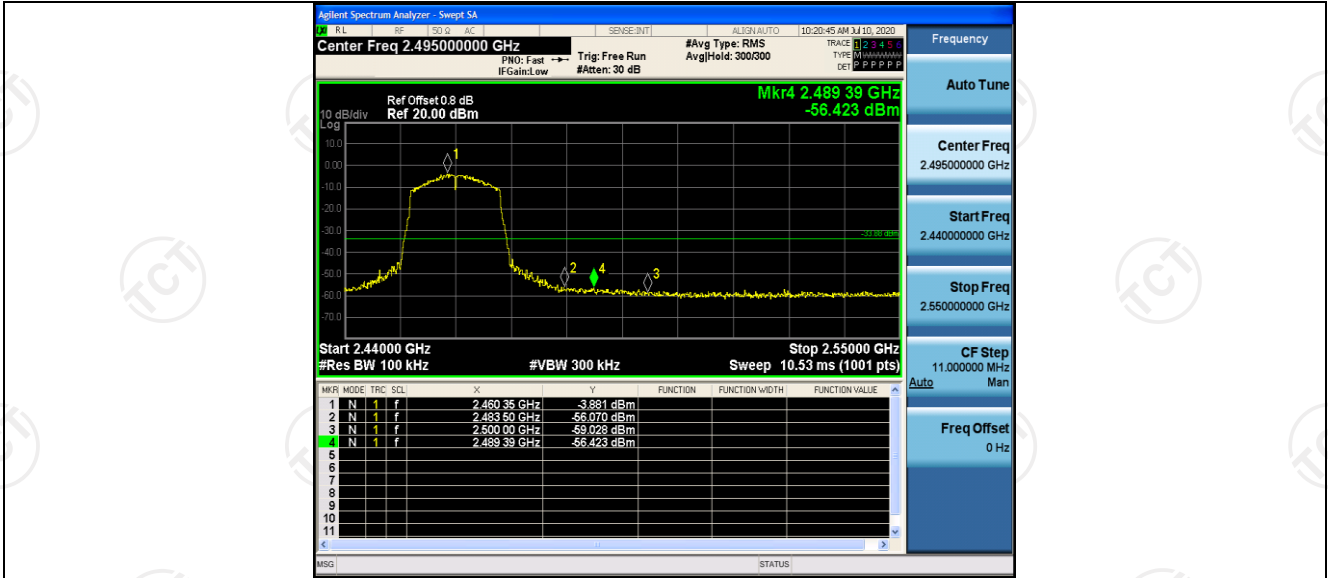 Agilent Spectrum Analyzer - Swept SA
RL RF 50 Ω AC SENSE:INT ALIGN AUTO 10:20:45 AM Jul 10, 2020
Center Freq 2.495000000 GHz
PNO: Fast
IFGain:Low
Trig: Free Run
#Atten: 30 dB
#Avg Type: RMS
Avg|Hold: 300/300
TRACE 1 2 3 4 5 6
TYPE M
DET P P P P P P
Frequency
Mkr4 2.489 39 GHz
-56.423 dBm
Ref Offset 0.8 dB
10 dB/div Ref 20.00 dBm
Log
10.0
0.00
-10.0
-20.0
-30.0
-40.0
-50.0
-60.0
-70.0
1
2
4
3
-33.88 dBm
Start 2.44000 GHz Stop 2.55000 GHz
#Res BW 100 kHz #VBW 300 kHz Sweep 10.53 ms (1001 pts)
MKR MODE TRC SCL X Y FUNCTION FUNCTION WIDTH FUNCTION VALUE
1 N 1 f 2.460 35 GHz -3.881 dBm
2 N 1 f 2.483 50 GHz -56.070 dBm
3 N 1 f 2.500 00 GHz -59.028 dBm
4 N 1 f 2.489 39 GHz -56.423 dBm
5
6
7
8
9
10
11
MSG STATUS
Auto Tune
Center Freq
2.495000000 GHz
Start Freq
2.440000000 GHz
Stop Freq
2.550000000 GHz
CF Step
11.000000 MHz
Auto Man
Freq Offset
0 Hz
TCT
TCT